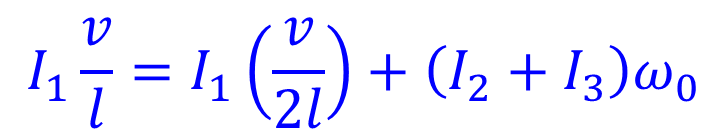 I₁ v/l = I₁ (v/2l) + (I₂ + I₃)ω₀